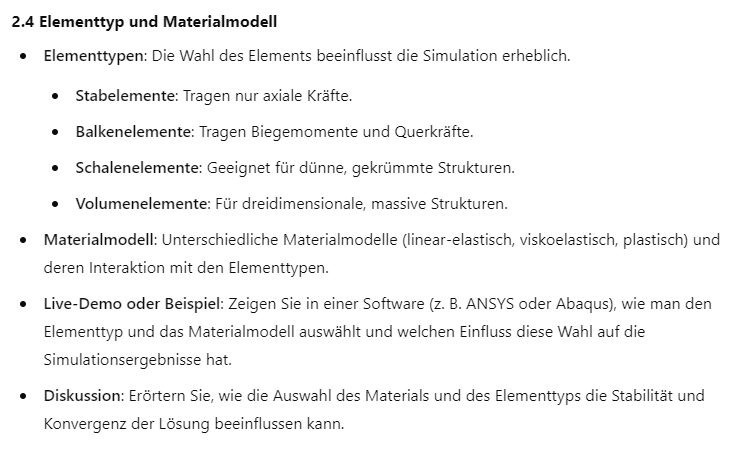 2.4 Elementtyp und Materialmodell
• Elementtypen: Die Wahl des Elements beeinflusst die Simulation erheblich.
• Stabelemente: Tragen nur axiale Kräfte.
• Balkenelemente: Tragen Biegemomente und Querkräfte.
• Schalenelemente: Geeignet für dünne, gekrümmte Strukturen.
• Volumenelemente: Für dreidimensionale, massive Strukturen.
• Materialmodell: Unterschiedliche Materialmodelle (linear-elastisch, viskoelastisch, plastisch) und
deren Interaktion mit den Elementtypen.
• Live-Demo oder Beispiel: Zeigen Sie in einer Software (z. B. ANSYS oder Abaqus), wie man den
Elementtyp und das Materialmodell auswählt und welchen Einfluss diese Wahl auf die
Simulationsergebnisse hat.
• Diskussion: Erörtern Sie, wie die Auswahl des Materials und des Elementtyps die Stabilität und
Konvergenz der Lösung beeinflussen kann.